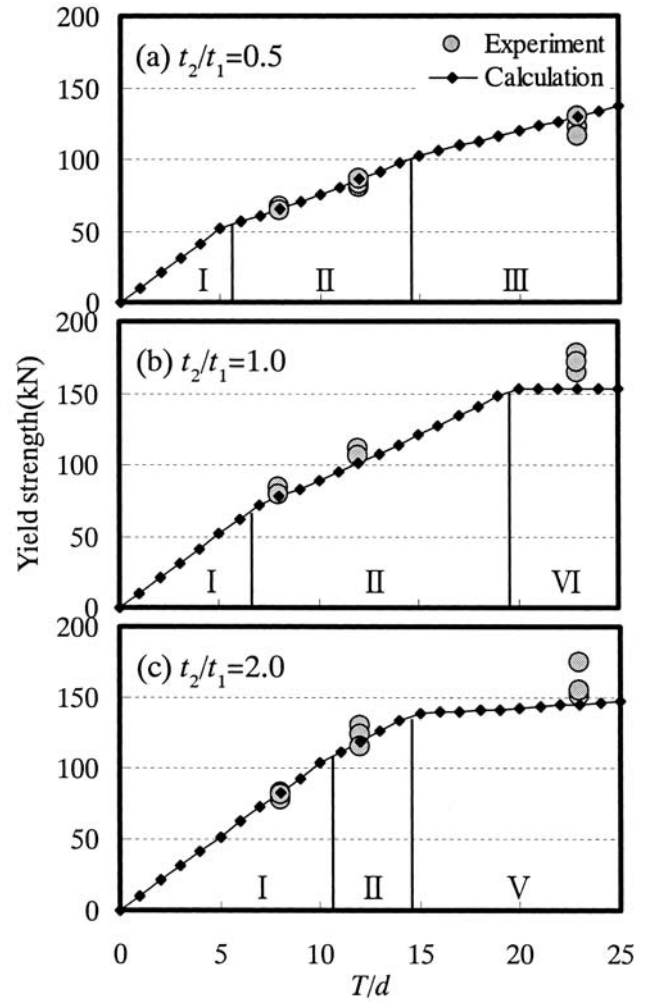 200
(a) t₂/t₁=0.5
Experiment
Calculation
150
100
50
0
I II III
200
(b) t₂/t₁=1.0
150
100
50
0
I II VI
200
(c) t₂/t₁=2.0
150
100
50
0
I II V
0 5 10 15 20 25
T/d
Yield strength(kN)